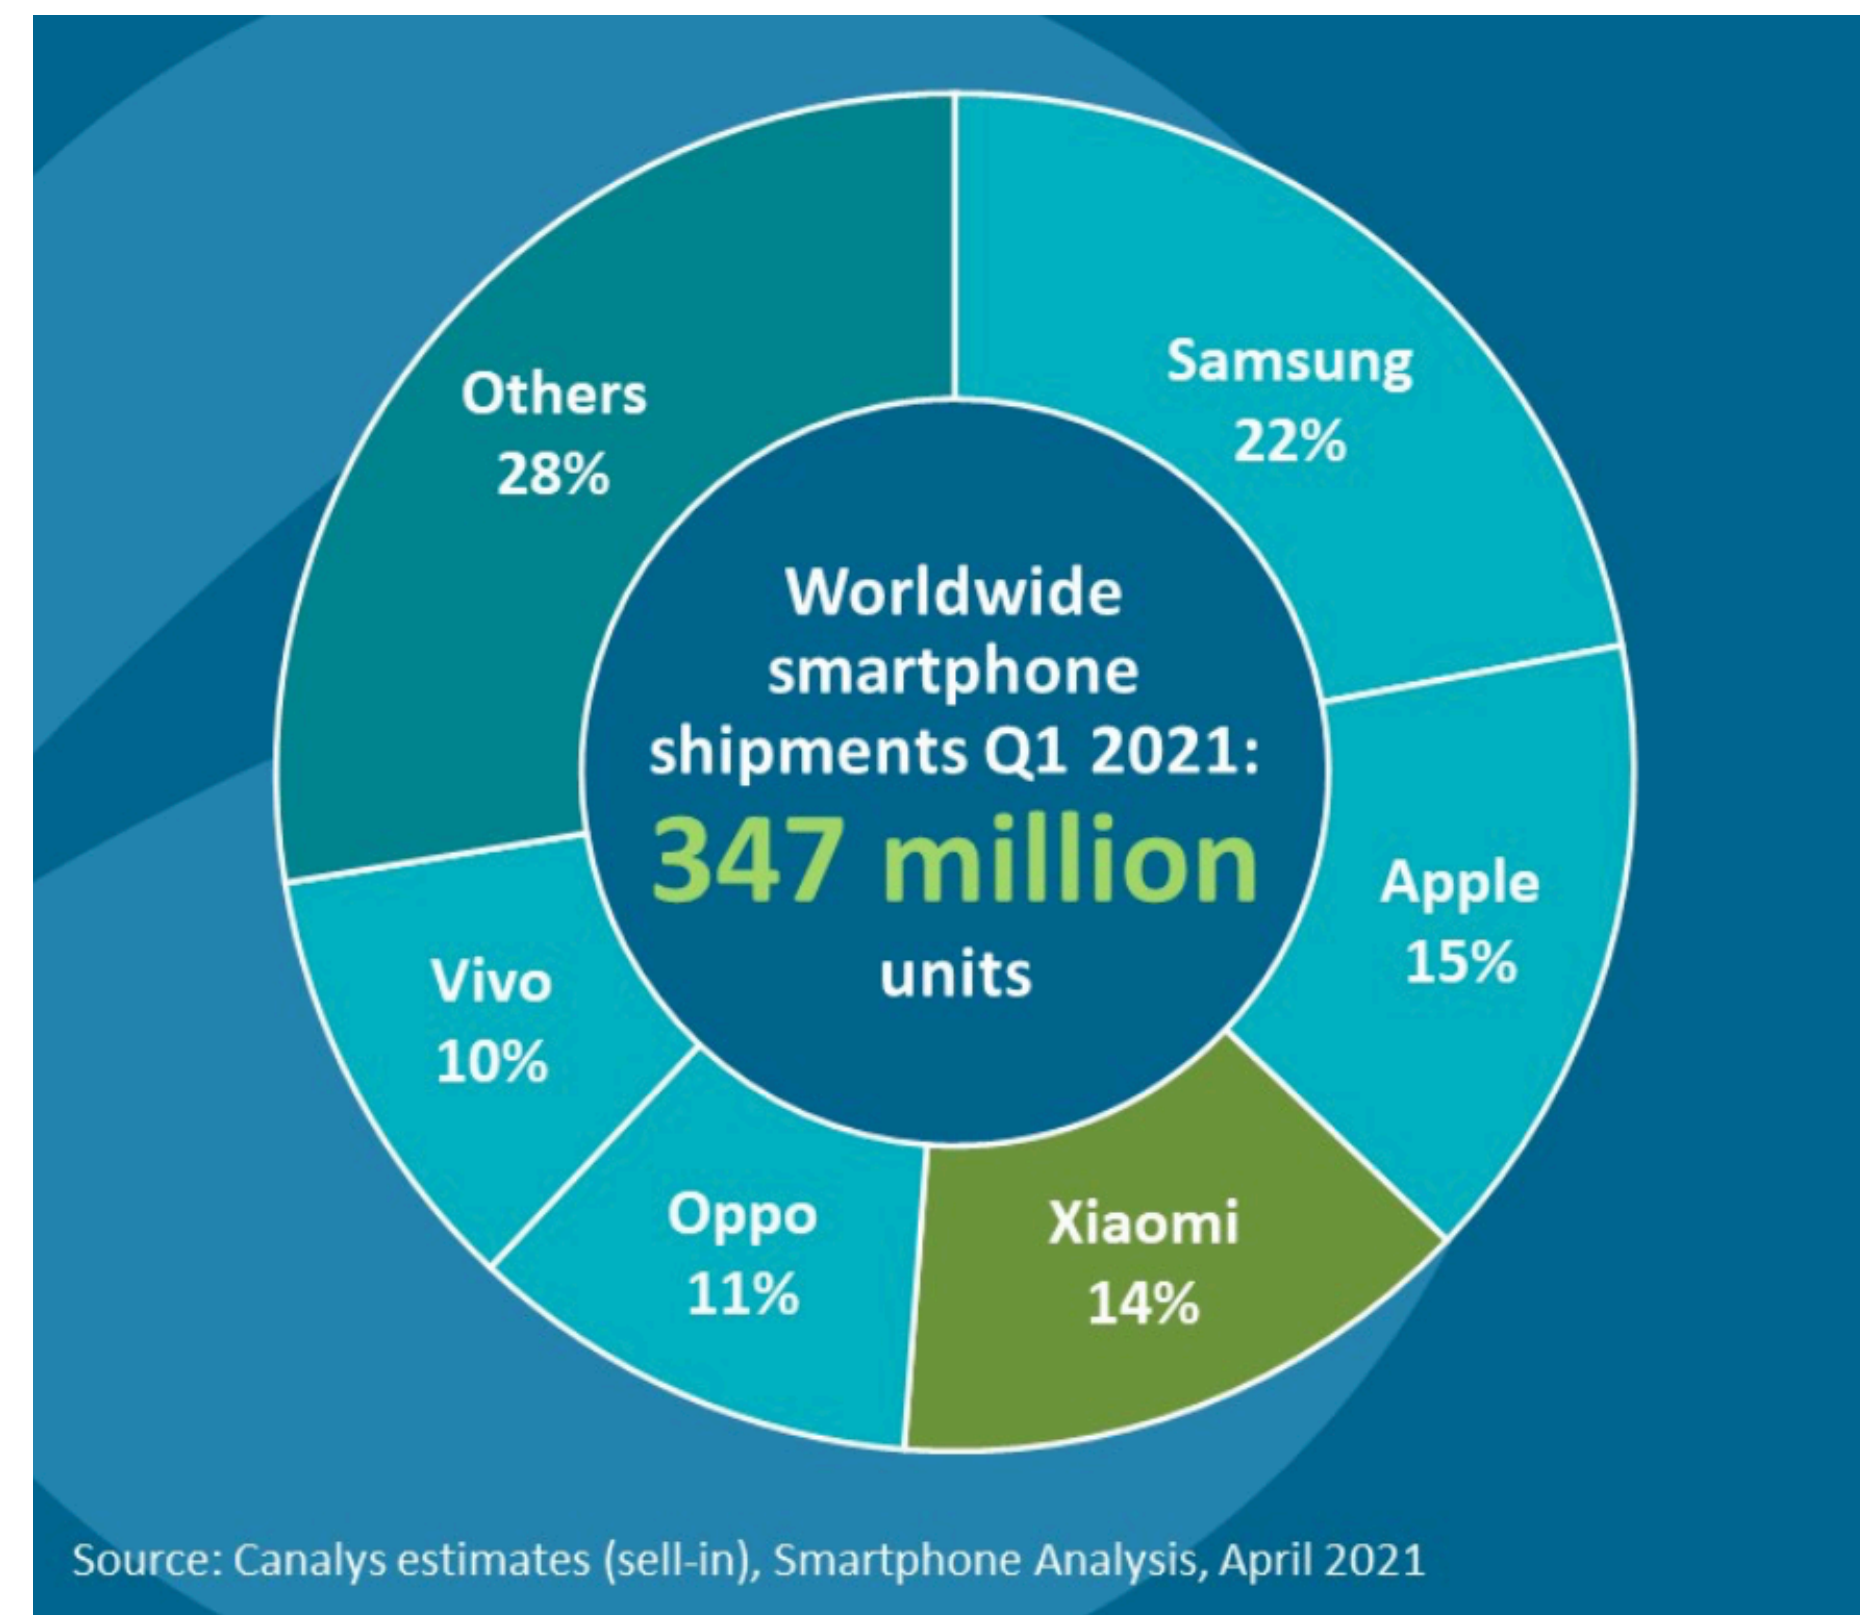 Others
28%
Samsung
22%
Worldwide
smartphone
shipments Q1 2021:
347 million
units
Apple
15%
Vivo
10%
Oppo
11%
Xiaomi
14%
Source: Canalys estimates (sell-in), Smartphone Analysis, April 2021